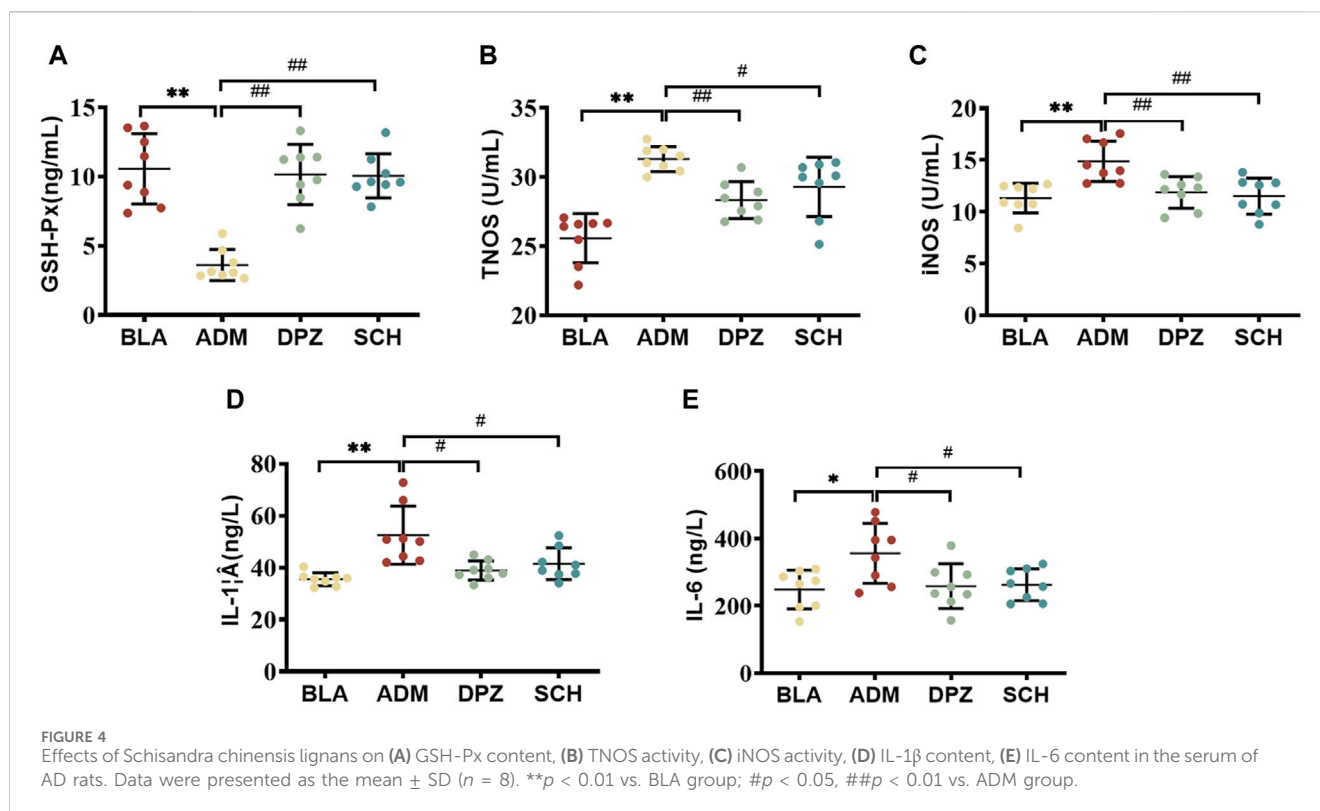 A
##
**
##
GSH-Px(ng/mL)
15
10
5
0
BLA ADM DPZ SCH
B
#
**
##
TNOS (U/mL)
35
30
25
20
BLA ADM DPZ SCH
C
##
**
##
iNOS (U/mL)
20
15
10
5
0
BLA ADM DPZ SCH
D
#
**
#
IL-1¦Â(ng/L)
80
60
40
20
0
BLA ADM DPZ SCH
E
#
*
#
IL-6 (ng/L)
600
400
200
0
BLA ADM DPZ SCH
FIGURE 4
Effects of Schisandra chinensis lignans on (A) GSH-Px content, (B) TNOS activity, (C) iNOS activity, (D) IL-1β content, (E) IL-6 content in the serum of
AD rats. Data were presented as the mean ± SD (n = 8). **p < 0.01 vs. BLA group; #p < 0.05, ##p < 0.01 vs. ADM group.